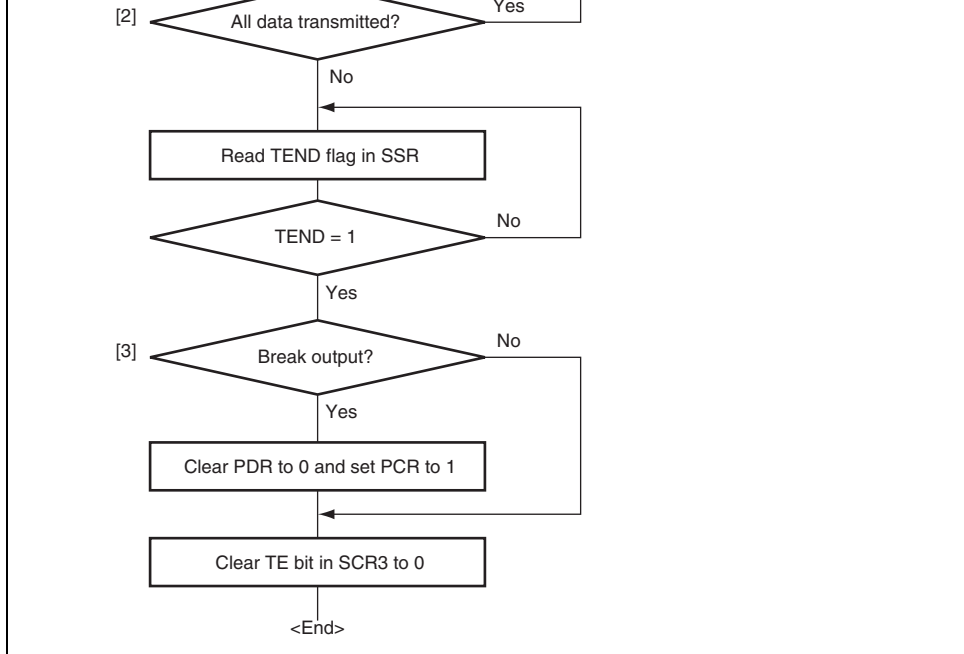 Yes
[2]
All data transmitted?
No
Read TEND flag in SSR
No
TEND = 1
Yes
No
[3]
Break output?
Yes
Clear PDR to 0 and set PCR to 1
Clear TE bit in SCR3 to 0
<End>